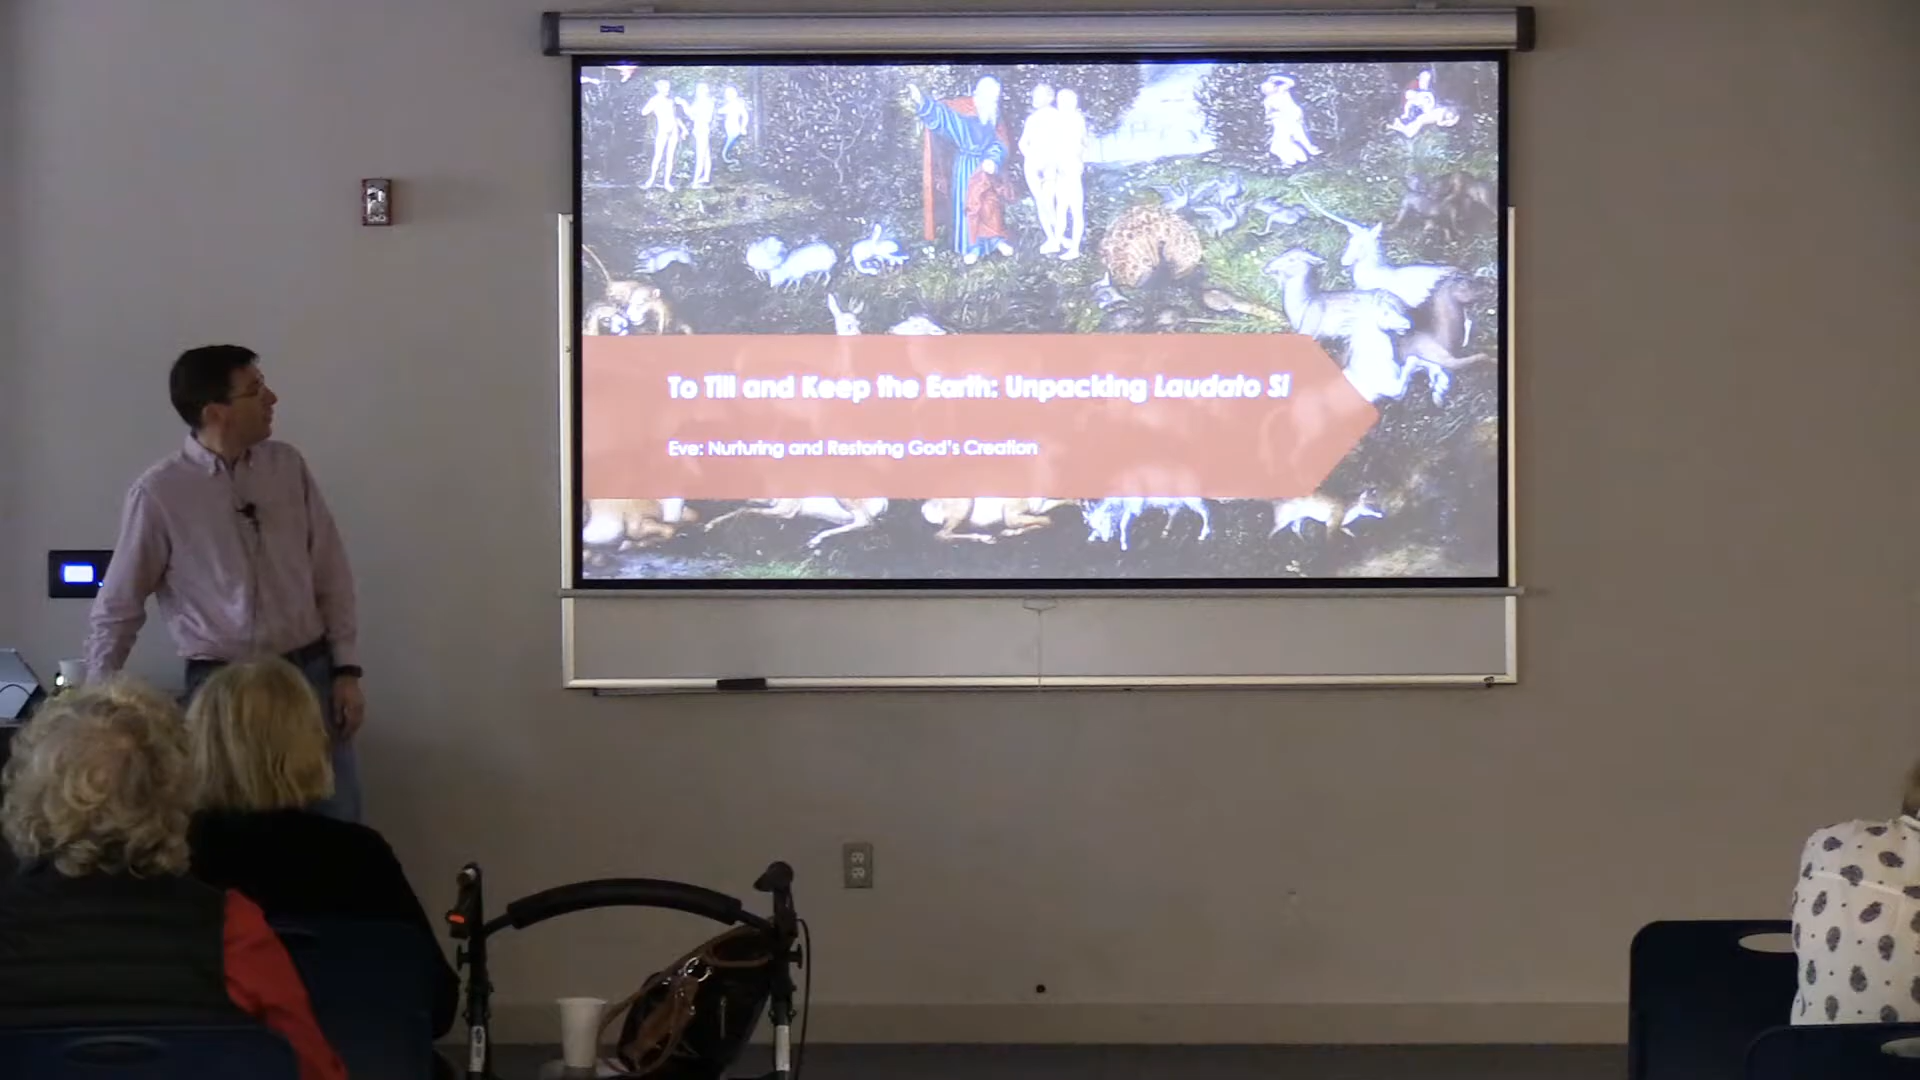 To Till and Keep the Earth: Unpacking Laudato Si
Eve: Nurturing and Restoring God's Creation